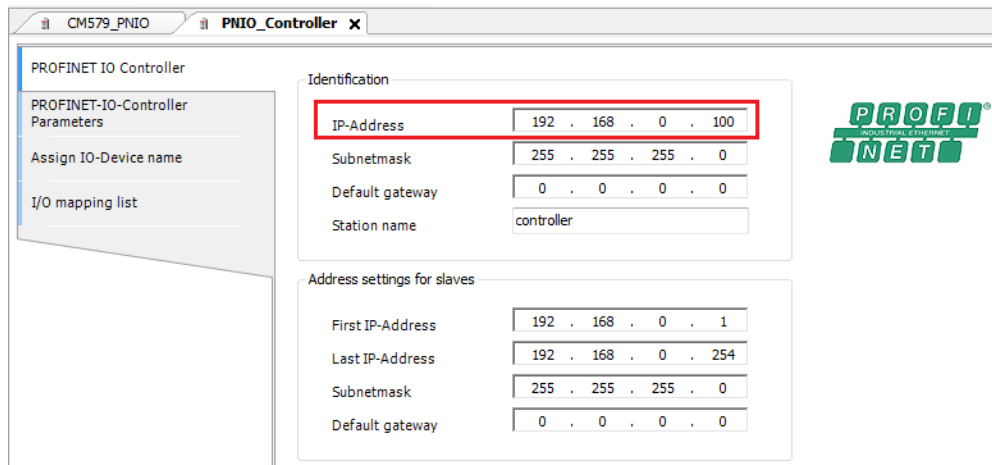 CM579_PNIO
PNIO_Controller
PROFINET IO Controller
PROFINET-IO-Controller
Parameters
Assign IO-Device name
I/O mapping list
Identification
IP-Address 192 . 168 . 0 . 100
Subnetmask 255 . 255 . 255 . 0
Default gateway 0 . 0 . 0 . 0
Station name controller
Address settings for slaves
First IP-Address 192 . 168 . 0 . 1
Last IP-Address 192 . 168 . 0 . 254
Subnetmask 255 . 255 . 255 . 0
Default gateway 0 . 0 . 0 . 0
PROFI®
INDUSTRIAL ETHERNET
NET